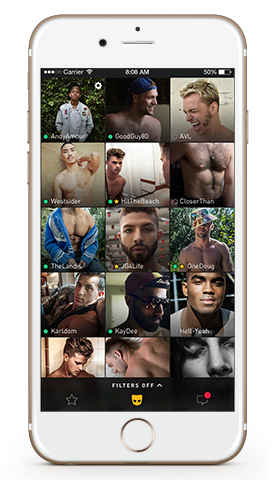 Carrier 8:08 AM 50%
AndyAmour GoodGuy80 AVL
Westsider HitTheBeach CloserThan
TheLandis JG4Life OneDoug
Karldom KayDee Hell-Yeah
FILTERS OFF